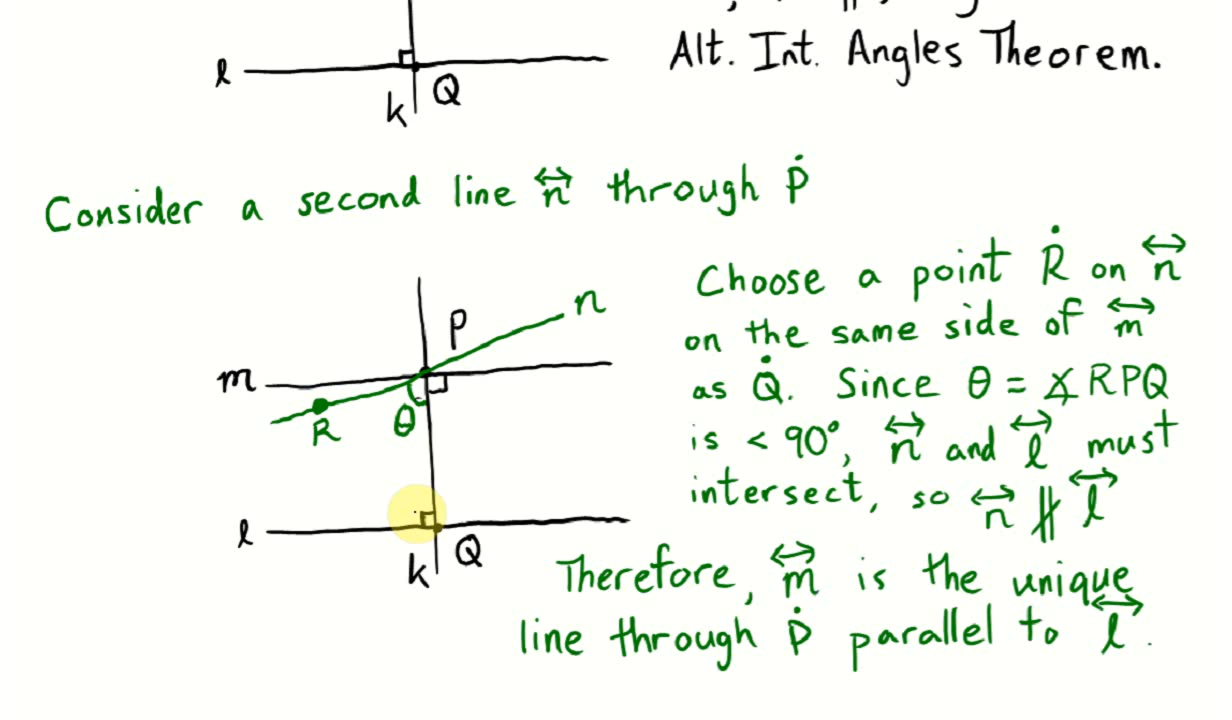 Alt. Int. Angles Theorem.
l
k Q
Consider a second line n through P
Choose a point R on n
on the same side of m
as Q. Since θ = ∡RPQ
is < 90°, n and l must
intersect, so n ∦ l
Therefore, m is the unique
line through P parallel to l.
P n
m
R θ
l
k Q